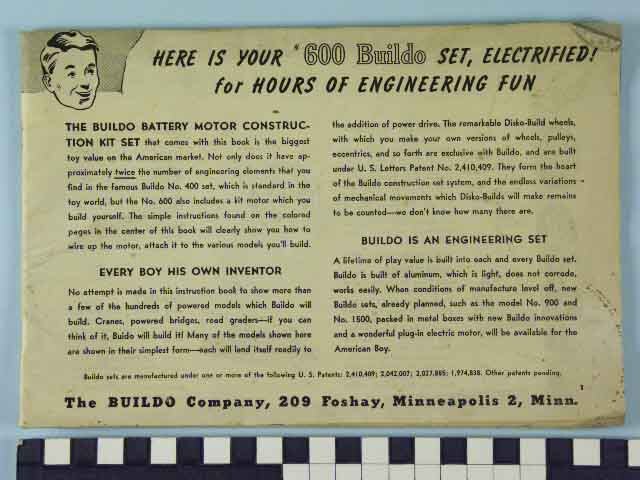 HERE IS YOUR "600 Buildo SET, ELECTRIFIED!
for HOURS OF ENGINEERING FUN
THE BUILDO BATTERY MOTOR CONSTRUC-
TION KIT SET that comes with this book is the biggest
toy value on the American market. Not only does it have ap-
proximately twice the number of engineering elements that you
find in the famous Buildo No. 400 set, which is standard in the
toy world, but the No. 600 also includes a kit motor which you
build yourself. The simple instructions found on the colored
pages in the center of this book will clearly show you how to
wire up the motor, attach it to the various models you'll build.
EVERY BOY HIS OWN INVENTOR
No attempt is made in this instruction book to show more than
a few of the hundreds of powered models which Buildo will
build. Cranes, powered bridges, road graders—if you can
think of it, Buido will build it! Many of the models shown here
are shown in their simplest form—each will lend itself readily to
the addition of power drive. The remarkable Disko-Build wheels,
with which you make your own versions of wheels, pulleys,
eccentrics, and so forth are exclusive with Buildo, and are built
under U. S. Letters Patent No. 2,410,409. They form the heart
of the Buildo construction set system, and the endless variations
of mechanical movements which Disko-Builds will make remains
to be counted—we don't know how many there are.
BUILDO IS AN ENGINEERING SET
A lifetime of play value is built into each and every Buildo set.
Buildo is built of aluminum, which is light, does not corrode,
works easily. When conditions of manufacture level off, new
Buildo sets, already planned, such as the model No. 900 and
No. 1500, packed in metal boxes with new Buildo innovations
and a wonderful plug-in electric motor, will be available for the
American Boy.
Buildo sets are manufactured under one or more of the following U. S. Patents: 2,410,409; 2,042,007; 2,027,885; 1,974,838. Other patents pending.
1
The BUILDO Company, 209 Foshay, Minneapolis 2, Minn.